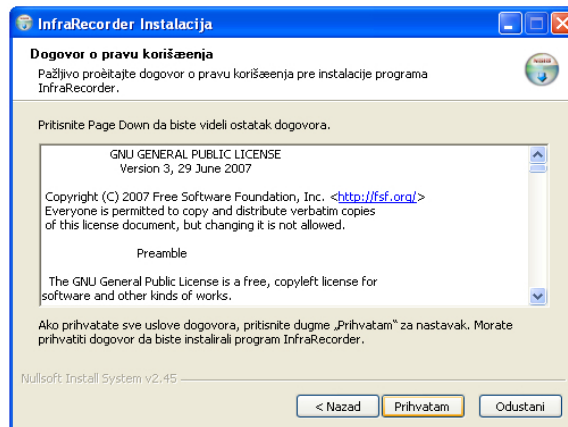 InfraRecorder Instalacija
Dogovor o pravu korišæenja
Pažljivo proèitajte dogovor o pravu korišæenja pre instalacije programa
InfraRecorder.
Pritisnite Page Down da biste videli ostatak dogovora.
GNU GENERAL PUBLIC LICENSE
Version 3, 29 June 2007
Copyright (C) 2007 Free Software Foundation, Inc. <http://fsf.org/>
Everyone is permitted to copy and distribute verbatim copies
of this license document, but changing it is not allowed.
Preamble
The GNU General Public License is a free, copyleft license for
software and other kinds of works.
Ako prihvatate sve uslove dogovora, pritisnite dugme „Prihvatam“ za nastavak. Morate
prihvatiti dogovor da biste instalirali program InfraRecorder.
Nullsoft Install System v2.45
< Nazad Prihvatam Odustani